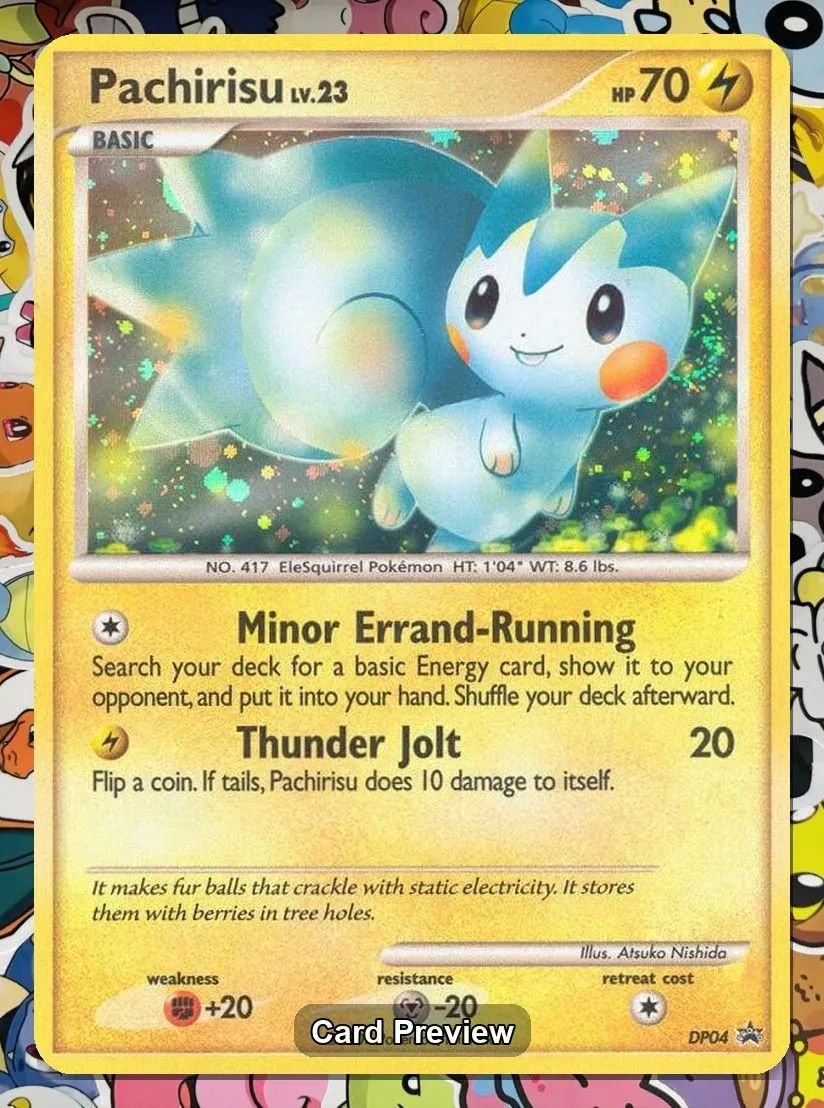 Pachirisu LV.23 HP 70
BASIC
NO. 417 EleSquirrel Pokémon HT: 1'04" WT: 8.6 lbs.
Minor Errand-Running
Search your deck for a basic Energy card, show it to your
opponent, and put it into your hand. Shuffle your deck afterward.
Thunder Jolt 20
Flip a coin. If tails, Pachirisu does 10 damage to itself.
It makes fur balls that crackle with static electricity. It stores
them with berries in tree holes.
Illus. Atsuko Nishida
weakness resistance retreat cost
+20 -20
Card Preview
DP04